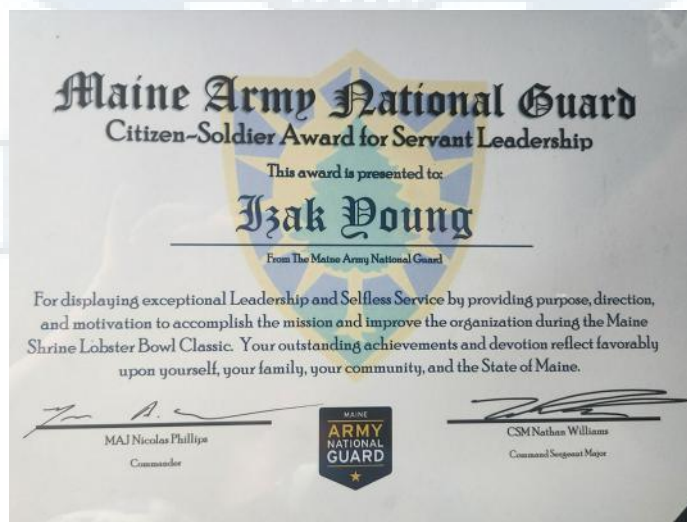 Maine Army National Guard
Citizen-Soldier Award for Servant Leadership
This award is presented to:
Izak Young
From The Maine Army National Guard
For displaying exceptional Leadership and Selfless Service by providing purpose, direction,
and motivation to accomplish the mission and improve the organization during the Maine
Shrine Lobster Bowl Classic. Your outstanding achievements and devotion reflect favorably
upon yourself, your family, your community, and the State of Maine.
MAJ Nicolas Phillips
Commander
MAINE
ARMY
NATIONAL
GUARD
CSM Nathan Williams
Command Sergeant Major